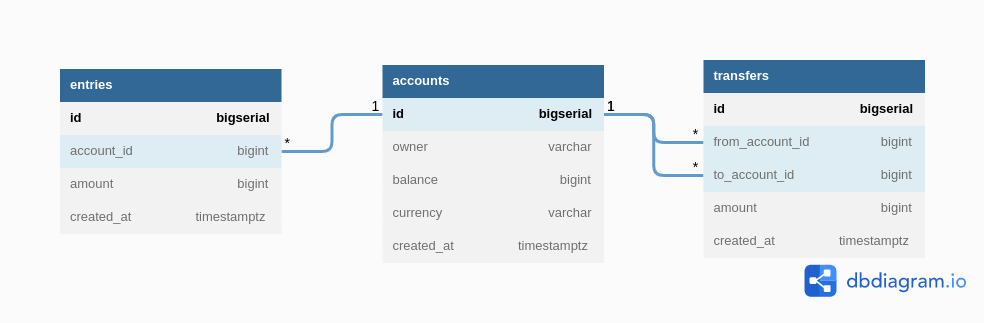 entries
id bigserial
account_id bigint
amount bigint
created_at timestamptz
1
*
accounts
id bigserial
owner varchar
balance bigint
currency varchar
created_at timestamptz
1
*
*
transfers
id bigserial
from_account_id bigint
to_account_id bigint
amount bigint
created_at timestamptz
dbdiagram.io